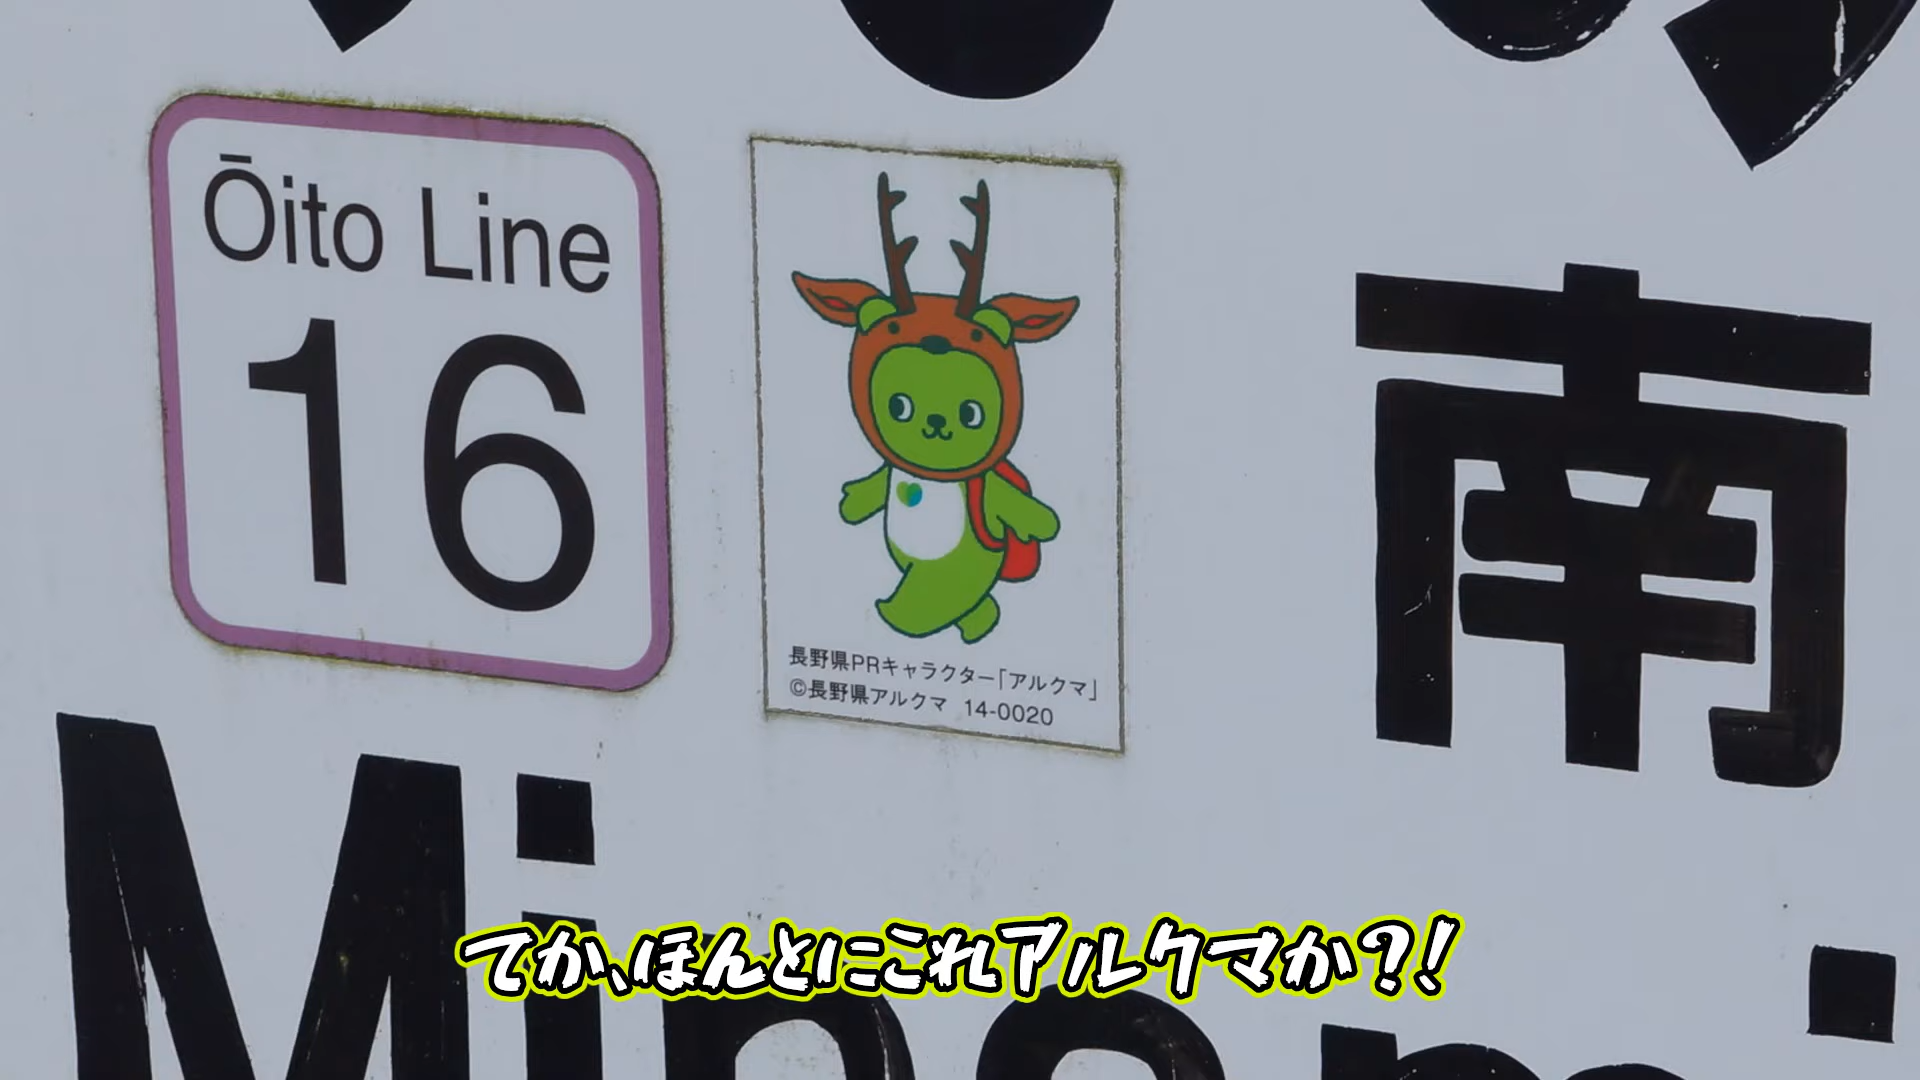 Ōito Line
16
長野県PRキャラクター「アルクマ」
©長野県アルクマ 14-0020
南
Minami
てか、ほんとにこれアルクマか?!